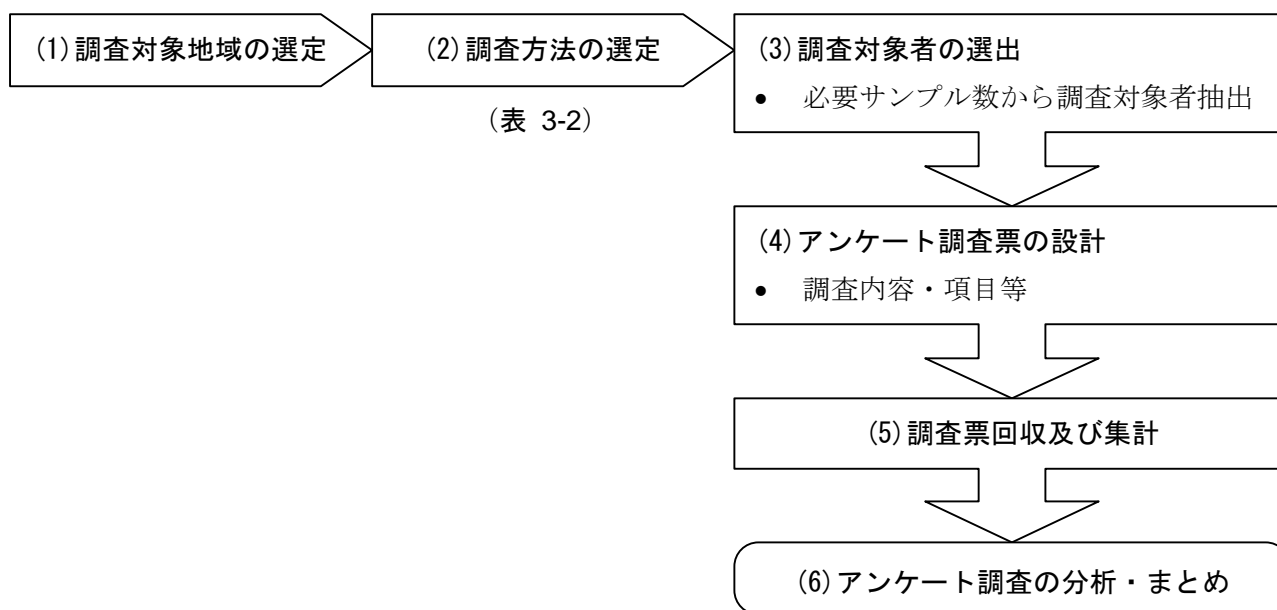 (1)調査対象地域の選定
(2)調査方法の選定
(表 3-2)
(3)調査対象者の選出
• 必要サンプル数から調査対象者抽出
(4)アンケート調査票の設計
• 調査内容・項目等
(5)調査票回収及び集計
(6)アンケート調査の分析・まとめ